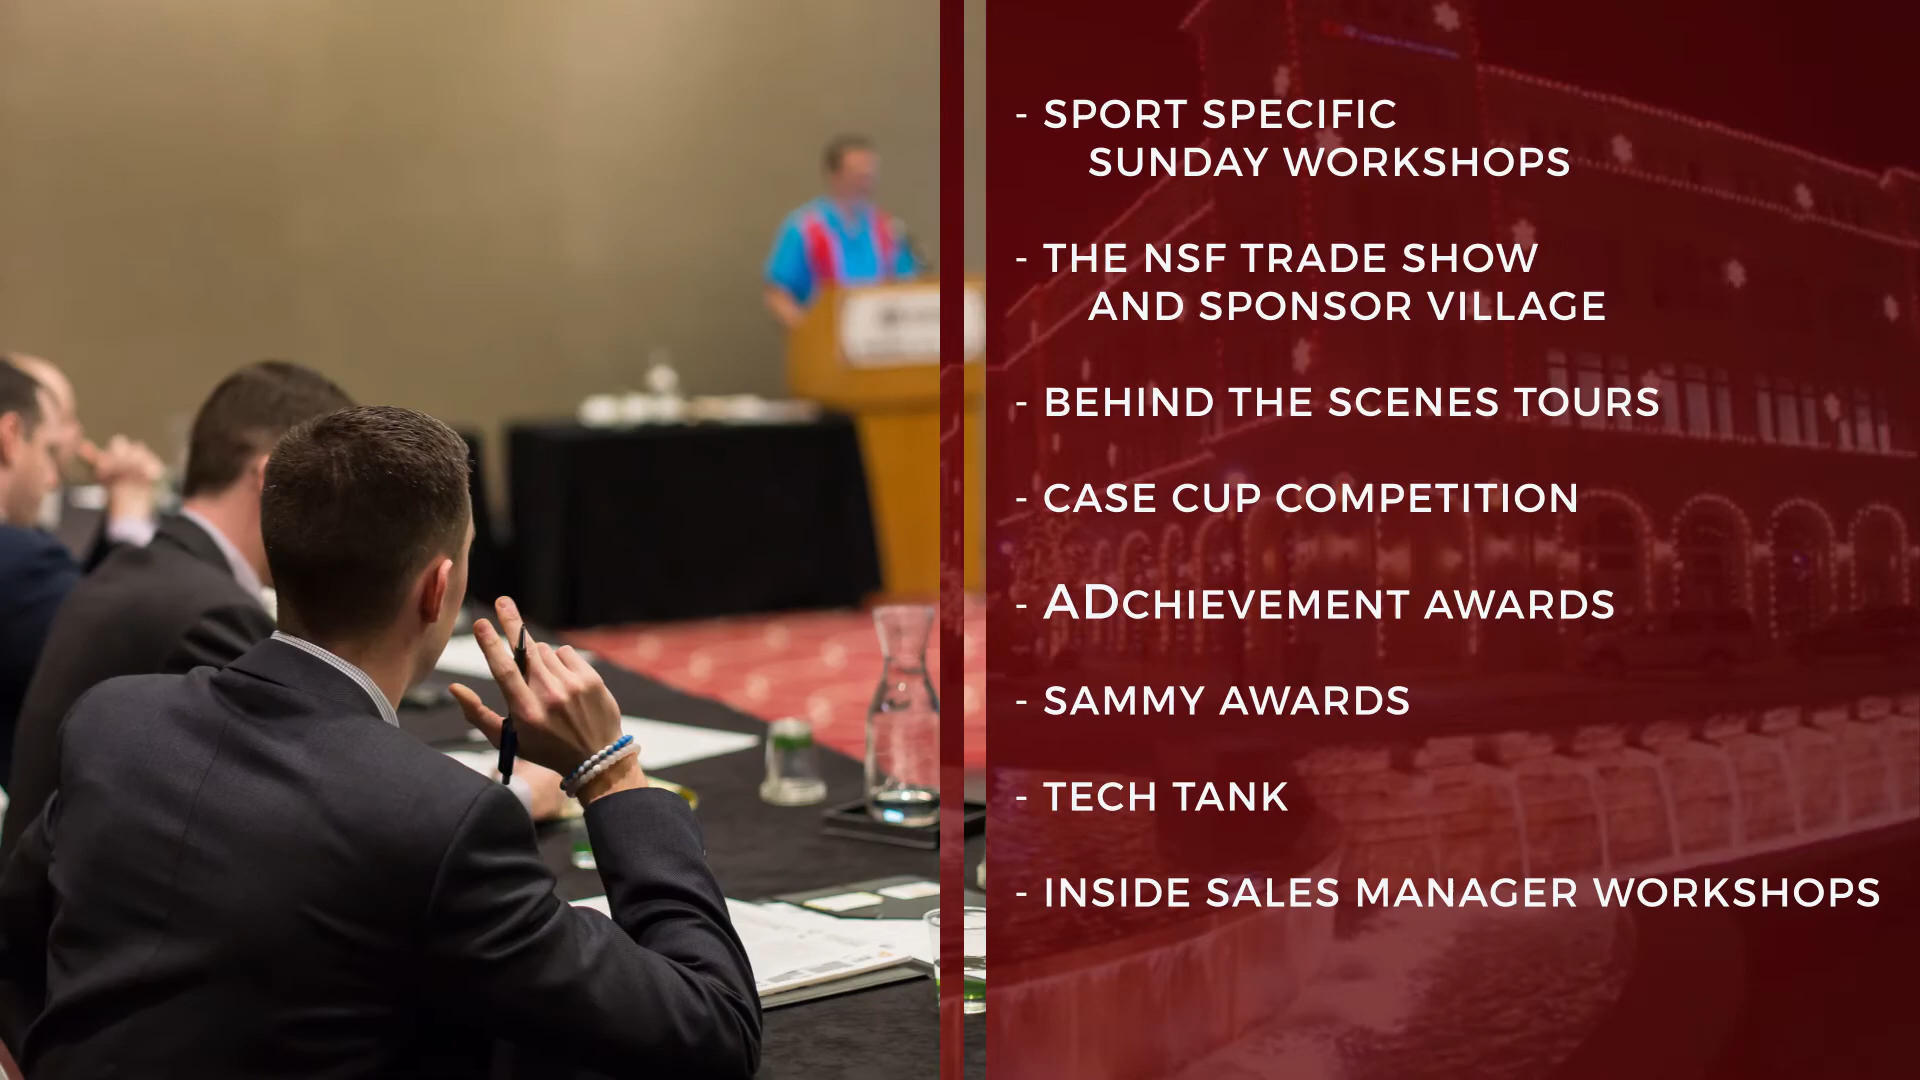 - SPORT SPECIFIC
SUNDAY WORKSHOPS
- THE NSF TRADE SHOW
AND SPONSOR VILLAGE
- BEHIND THE SCENES TOURS
- CASE CUP COMPETITION
- ADCHIEVEMENT AWARDS
- SAMMY AWARDS
- TECH TANK
- INSIDE SALES MANAGER WORKSHOPS